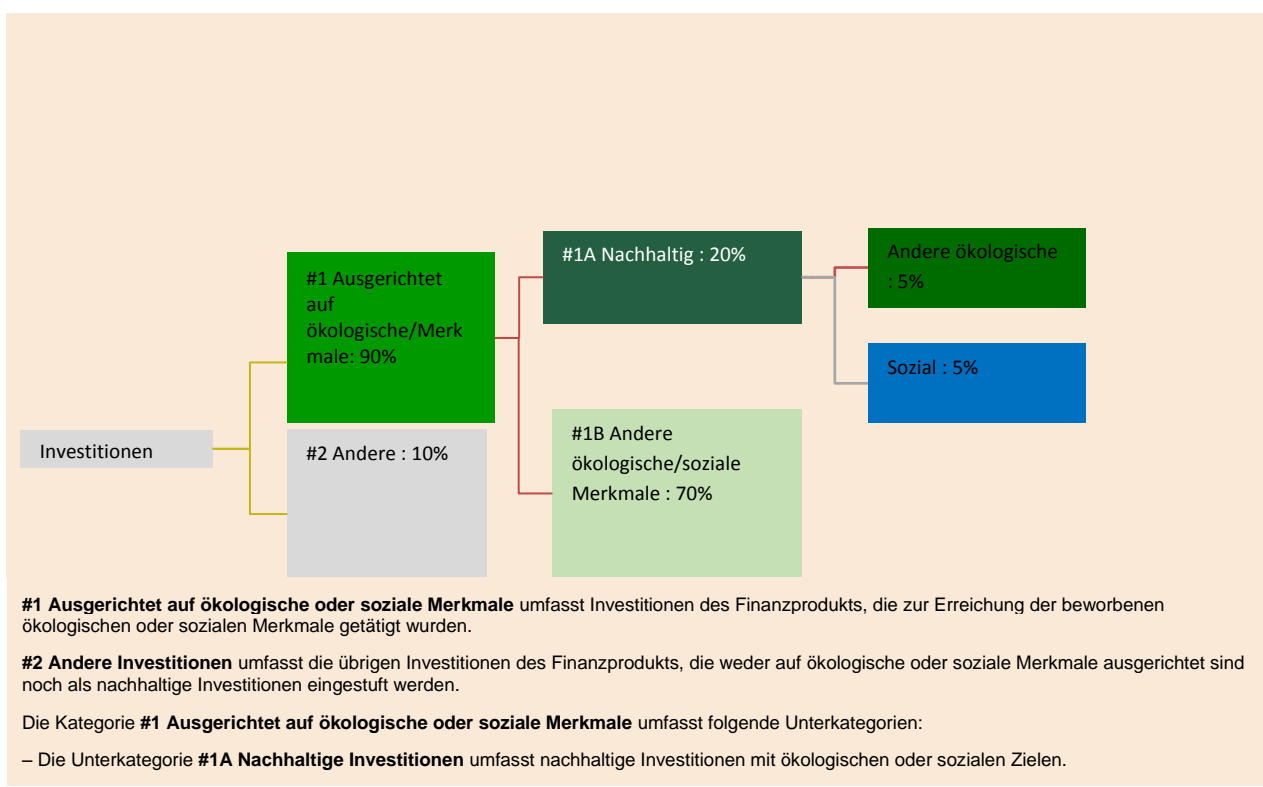 #1A Nachhaltig : 20%
Andere ökologische
: 5%
#1 Ausgerichtet
auf
ökologische/Merk
male: 90%
Sozial : 5%
Investitionen
#2 Andere : 10%
#1B Andere
ökologische/soziale
Merkmale : 70%
#1 Ausgerichtet auf ökologische oder soziale Merkmale umfasst Investitionen des Finanzprodukts, die zur Erreichung der beworbenen
ökologischen oder sozialen Merkmale getätigt wurden.
#2 Andere Investitionen umfasst die übrigen Investitionen des Finanzprodukts, die weder auf ökologische oder soziale Merkmale ausgerichtet sind
noch als nachhaltige Investitionen eingestuft werden.
Die Kategorie #1 Ausgerichtet auf ökologische oder soziale Merkmale umfasst folgende Unterkategorien:
– Die Unterkategorie #1A Nachhaltige Investitionen umfasst nachhaltige Investitionen mit ökologischen oder sozialen Zielen.